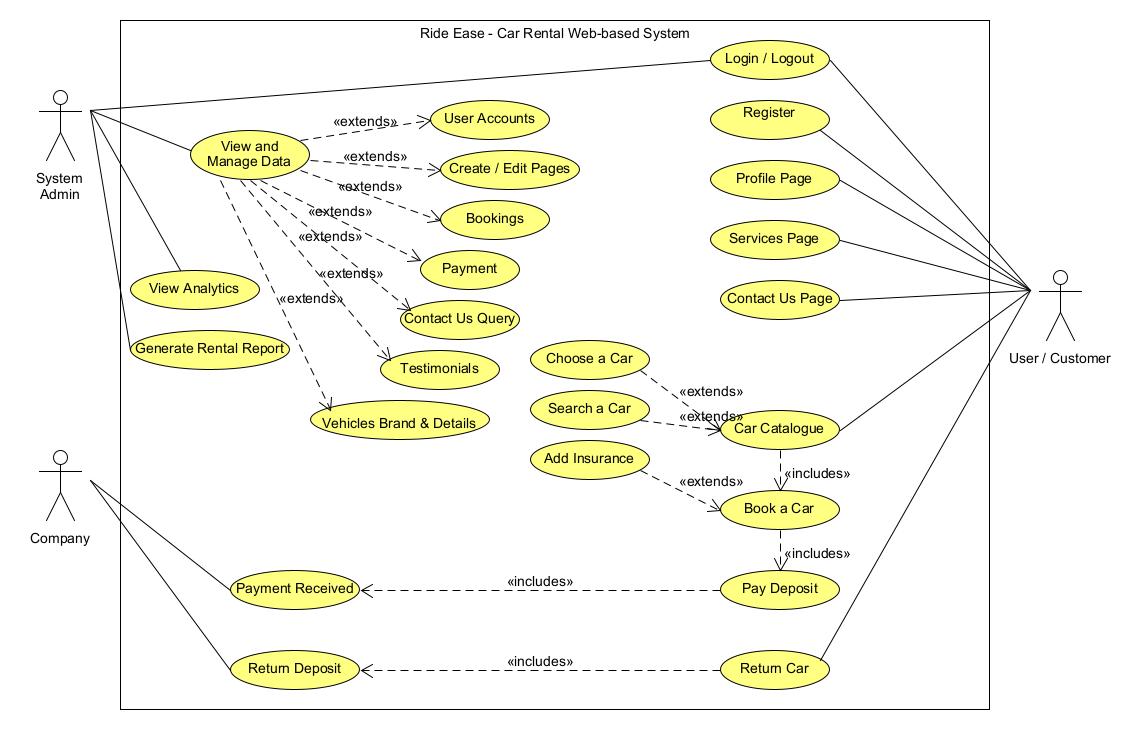 Ride Ease - Car Rental Web-based System
Login / Logout
«extends»
User Accounts
Register
View and
Manage Data
«extends»
Create / Edit Pages
System
Admin
Profile Page
«extends»
Bookings
«extends»
«extends»
Services Page
Payment
«extends»
View Analytics
«extends»
Contact Us Page
Contact Us Query
Generate Rental Report
Choose a Car
User / Customer
Testimonials
«extends»
Search a Car
«extends»
Vehicles Brand & Details
Car Catalogue
Add Insurance
«extends»
«includes»
Book a Car
Company
«includes»
Payment Received
«includes»
Pay Deposit
Return Deposit
«includes»
Return Car